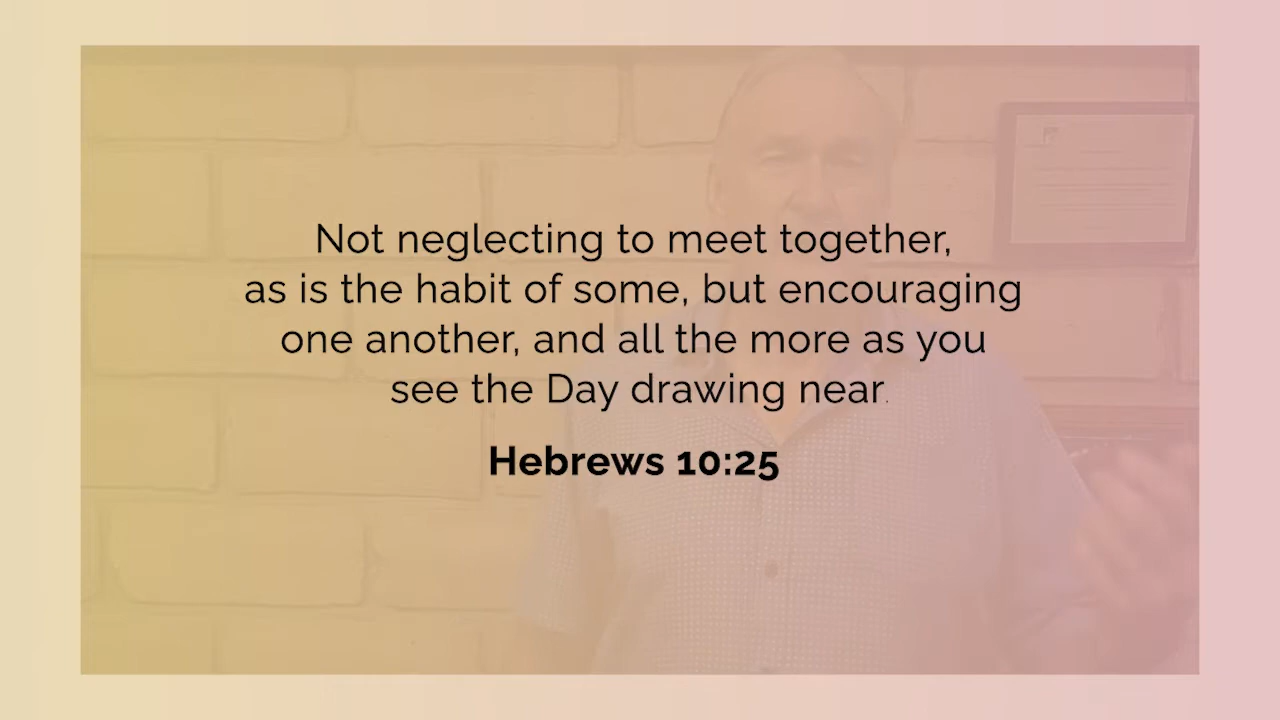 Not neglecting to meet together,
as is the habit of some, but encouraging
one another, and all the more as you
see the Day drawing near.
Hebrews 10:25